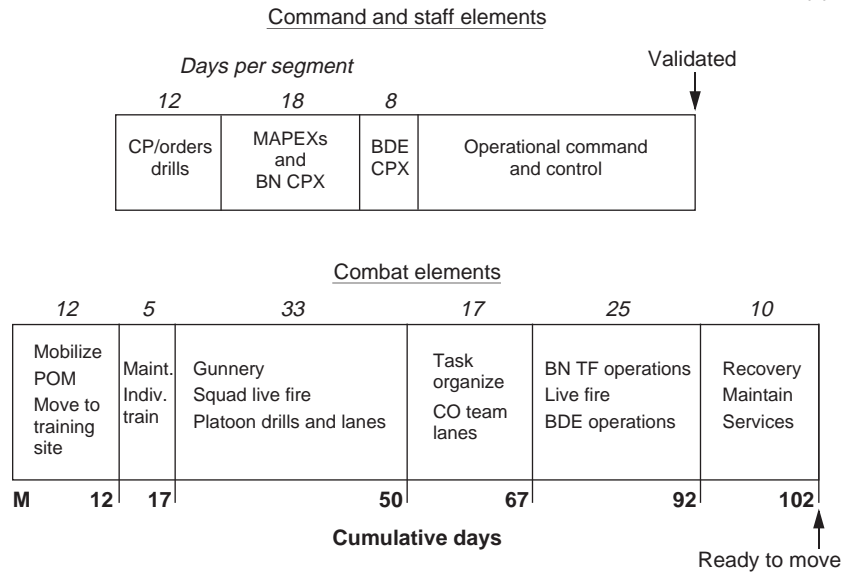 Command and staff elements
Days per segment
Validated
12 18 8
CP/orders
drills
MAPEXs
and
BN CPX
BDE
CPX
Operational command
and control
Combat elements
12 5 33 17 25 10
Mobilize
POM
Move to
training
site
Maint.
Indiv.
train
Gunnery
Squad live fire
Platoon drills and lanes
Task
organize
CO team
lanes
BN TF operations
Live fire
BDE operations
Recovery
Maintain
Services
M 12 17 50 67 92 102
Cumulative days
Ready to move